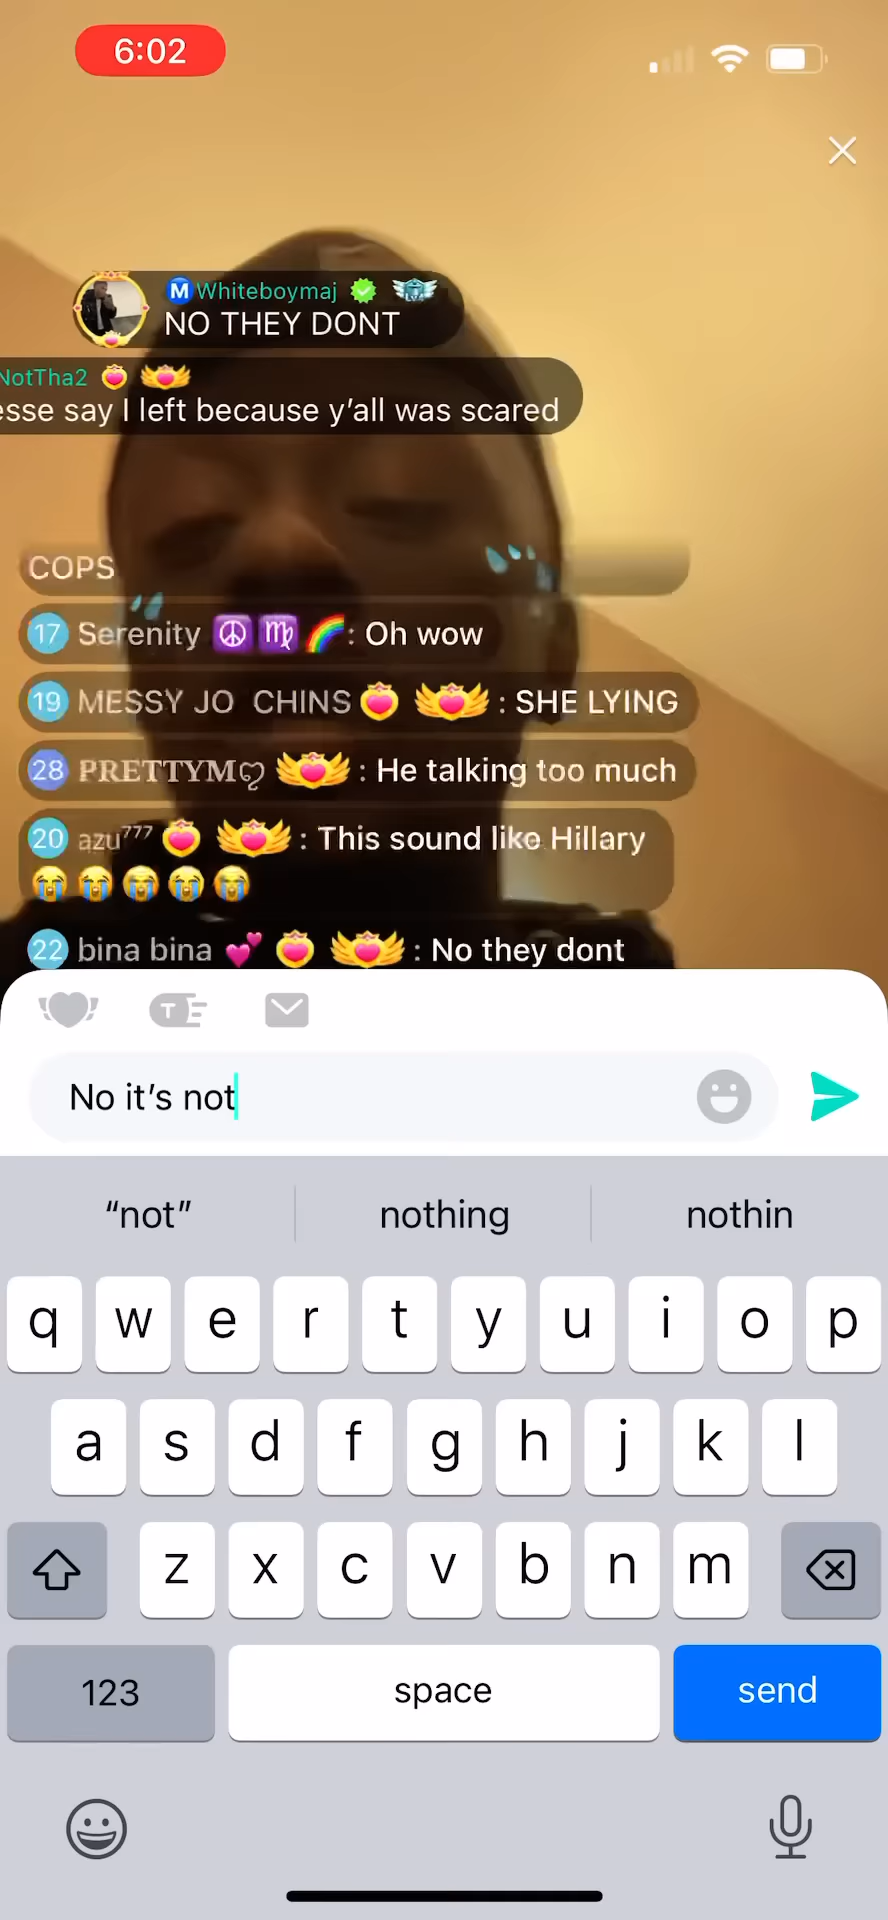 6:02
M Whiteboymaj
NO THEY DONT
NotTha2
esse say I left because y’all was scared
COPS
17 Serenity : Oh wow
19 MESSY JO CHINS : SHE LYING
28 PRETTYM : He talking too much
20 azu⁷⁷⁷ : This sound like Hillary
22 bina bina : No they dont
T
No it’s not
“not” nothing nothin
q w e r t y u i o p
a s d f g h j k l
z x c v b n m
123 space send